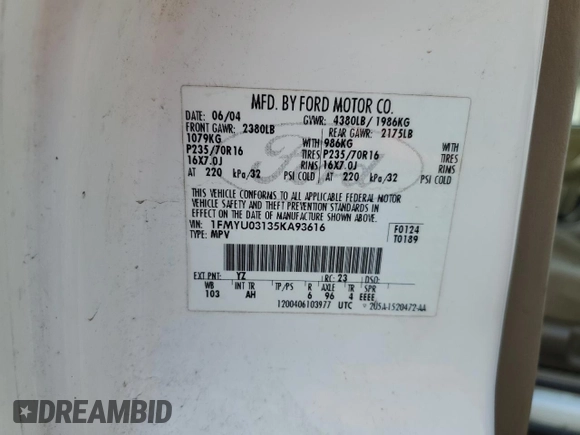 MFD. BY FORD MOTOR CO.
DATE: 06/04 GVWR: 4380LB/ 1986KG
FRONT GAWR: 2380LB REAR GAWR: 2175LB
1079KG WITH 986KG WITH
P235/70R16 TIRES P235/70R16 TIRES
16X7.0J RIMS 16X7.0J RIMS
AT 220 kPa/32 PSI COLD AT 220 kPa/32 PSI COLD
THIS VEHICLE CONFORMS TO ALL APPLICABLE FEDERAL MOTOR
VEHICLE SAFETY AND BUMPER AND THEFT PREVENTION STANDARDS IN
EFFECT ON THE DATE OF MANUFACTURE SHOWN ABOVE.
VIN: 1FMYU03135KA93616 F0124
TYPE: MPV T0189
Ford
EXT PNT: YZ RC: 23 DSO:
WB INT TR TP/PS R AXLE TR SPR
103 AH 6 96 4 EEEE
1200406103977 UTC
DREAMBID